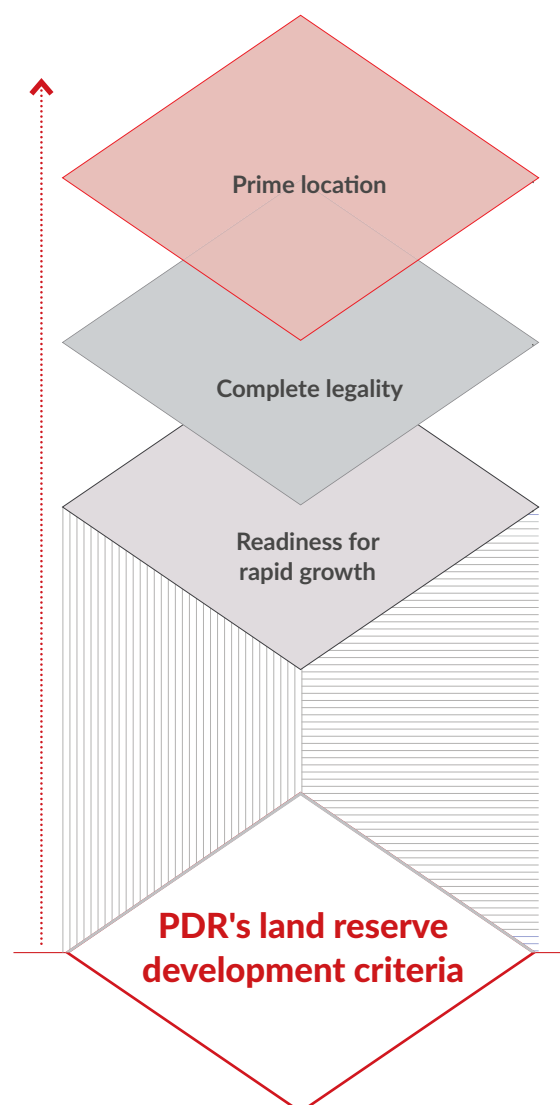 Prime location
Complete legality
Readiness for
rapid growth
PDR's land reserve
development criteria